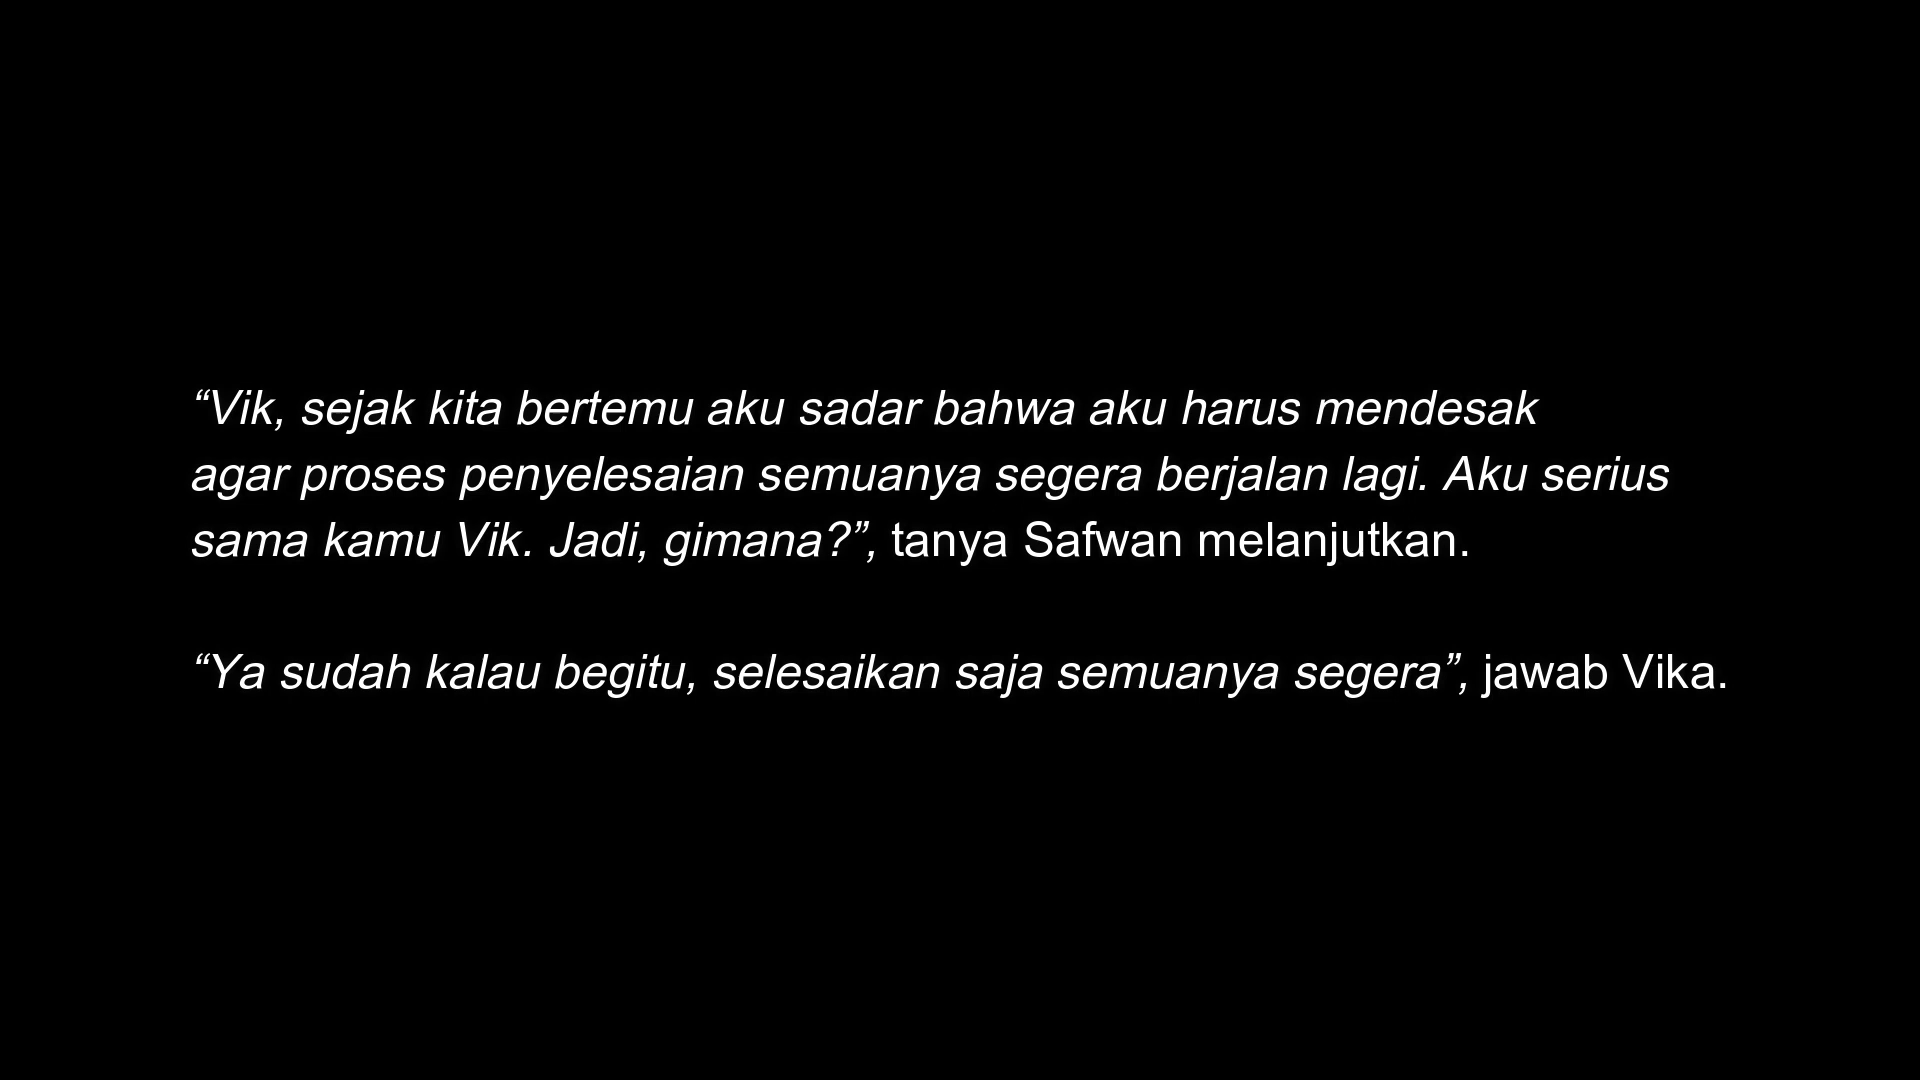 “Vik, sejak kita bertemu aku sadar bahwa aku harus mendesak
agar proses penyelesaian semuanya segera berjalan lagi. Aku serius
sama kamu Vik. Jadi, gimana?”, tanya Safwan melanjutkan.
“Ya sudah kalau begitu, selesaikan saja semuanya segera”, jawab Vika.